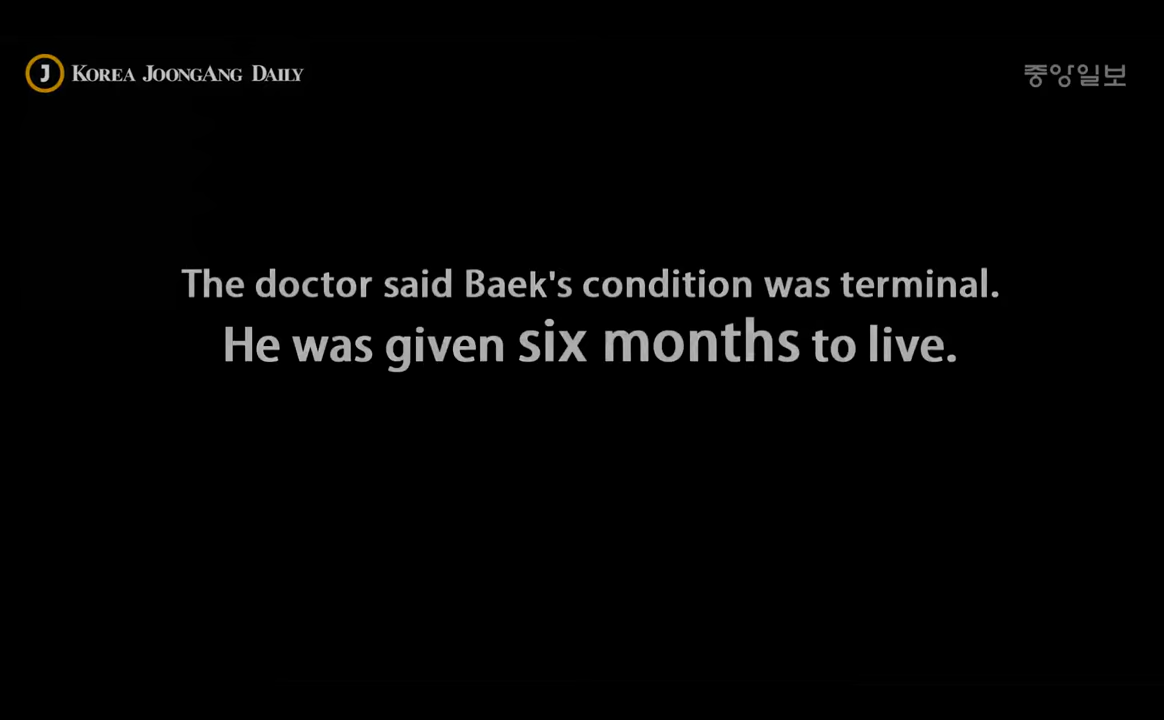 J KOREA JOONGANG DAILY
중앙일보
The doctor said Baek's condition was terminal.
He was given six months to live.